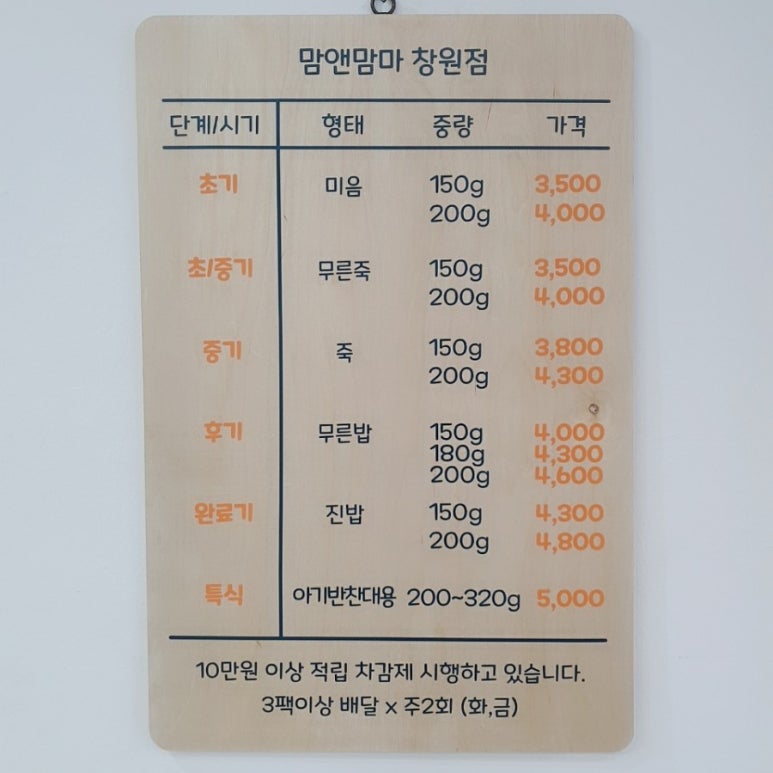 맘앤맘마 창원점
단계/시기 형태 중량 가격
초기 미음 150g 3,500
200g 4,000
초/중기 무른죽 150g 3,500
200g 4,000
중기 죽 150g 3,800
200g 4,300
후기 무른밥 150g 4,000
180g 4,300
200g 4,600
완료기 진밥 150g 4,300
200g 4,800
특식 아기반찬대용 200~320g 5,000
10만원 이상 적립 차감제 시행하고 있습니다.
3팩이상 배달 x 주2회 (화,금)